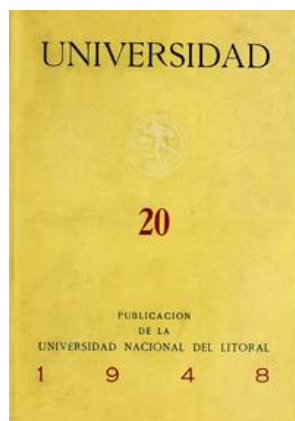 UNIVERSIDAD
20
PUBLICACION
DE LA
UNIVERSIDAD NACIONAL DEL LITORAL
1 9 4 8